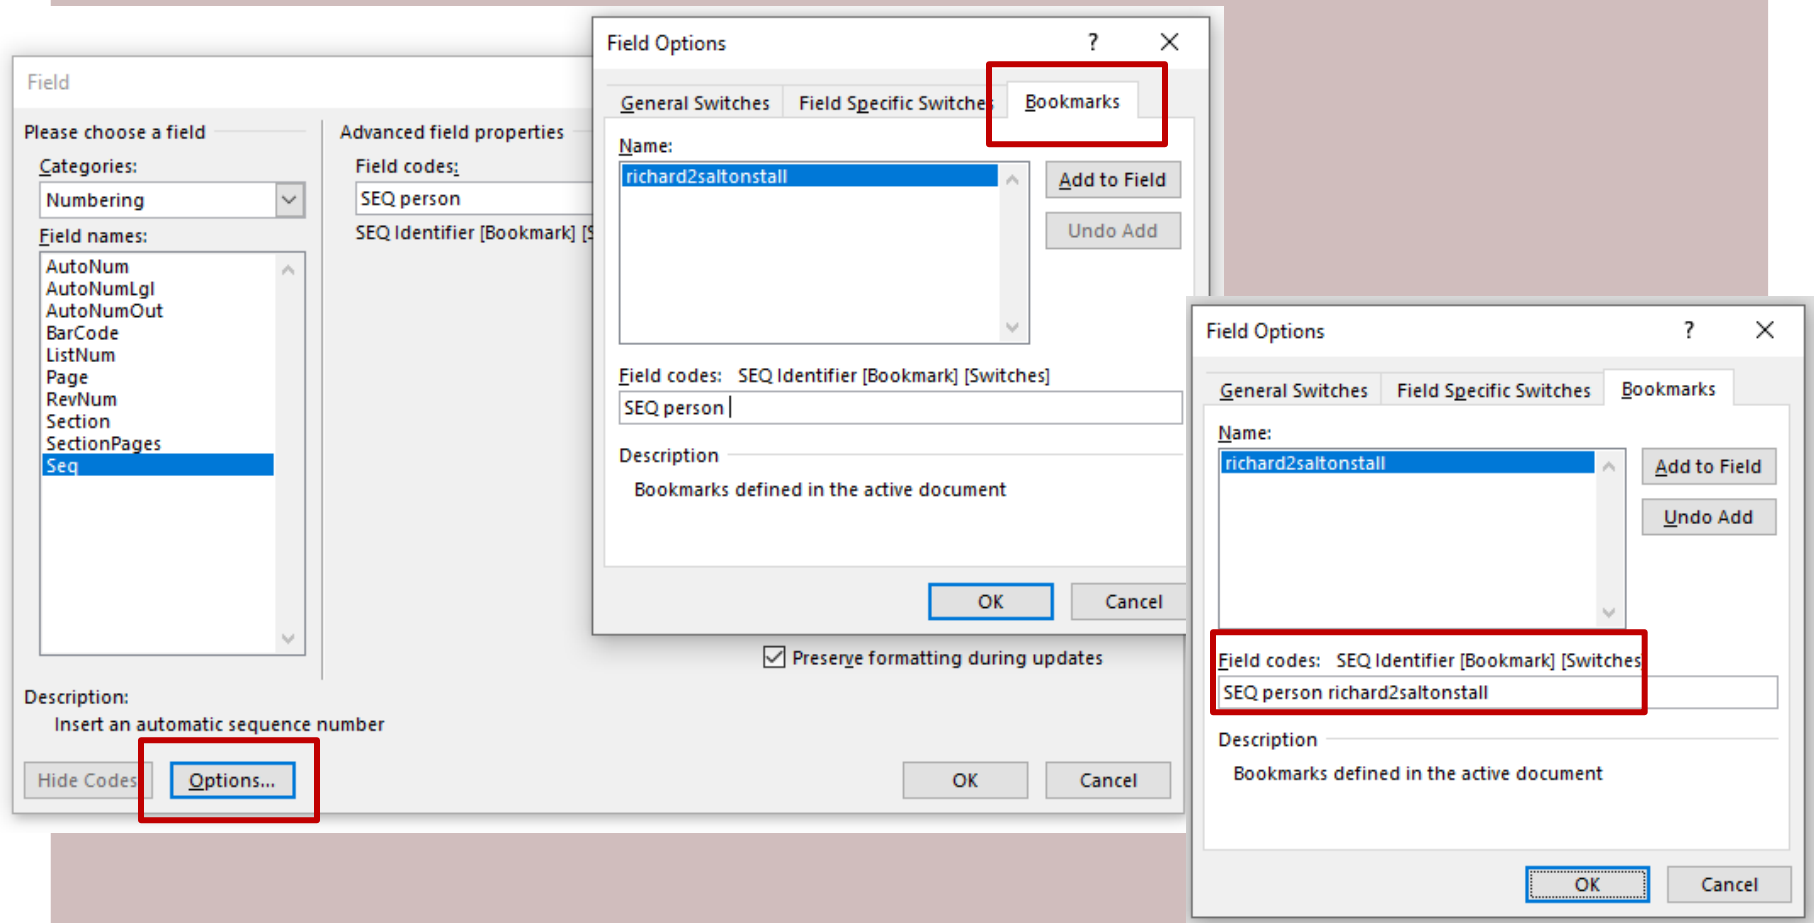 Field
Please choose a field
Categories:
Numbering
Field names:
AutoNum
AutoNumLgl
AutoNumOut
BarCode
ListNum
Page
RevNum
Section
SectionPages
Seq
Advanced field properties
Field codes:
SEQ person
SEQ Identifier [Bookmark] [S
Preserve formatting during updates
Description:
Insert an automatic sequence number
Hide Codes
Options...
OK
Cancel
Field Options
?
General Switches
Field Specific Switches
Bookmarks
Name:
richard2saltonstall
Add to Field
Undo Add
Field codes: SEQ Identifier [Bookmark] [Switches]
SEQ person
Description
Bookmarks defined in the active document
OK
Cancel
Field Options
?
General Switches
Field Specific Switches
Bookmarks
Name:
richard2saltonstall
Add to Field
Undo Add
Field codes: SEQ Identifier [Bookmark] [Switches
SEQ person richard2saltonstall
Description
Bookmarks defined in the active document
OK
Cancel